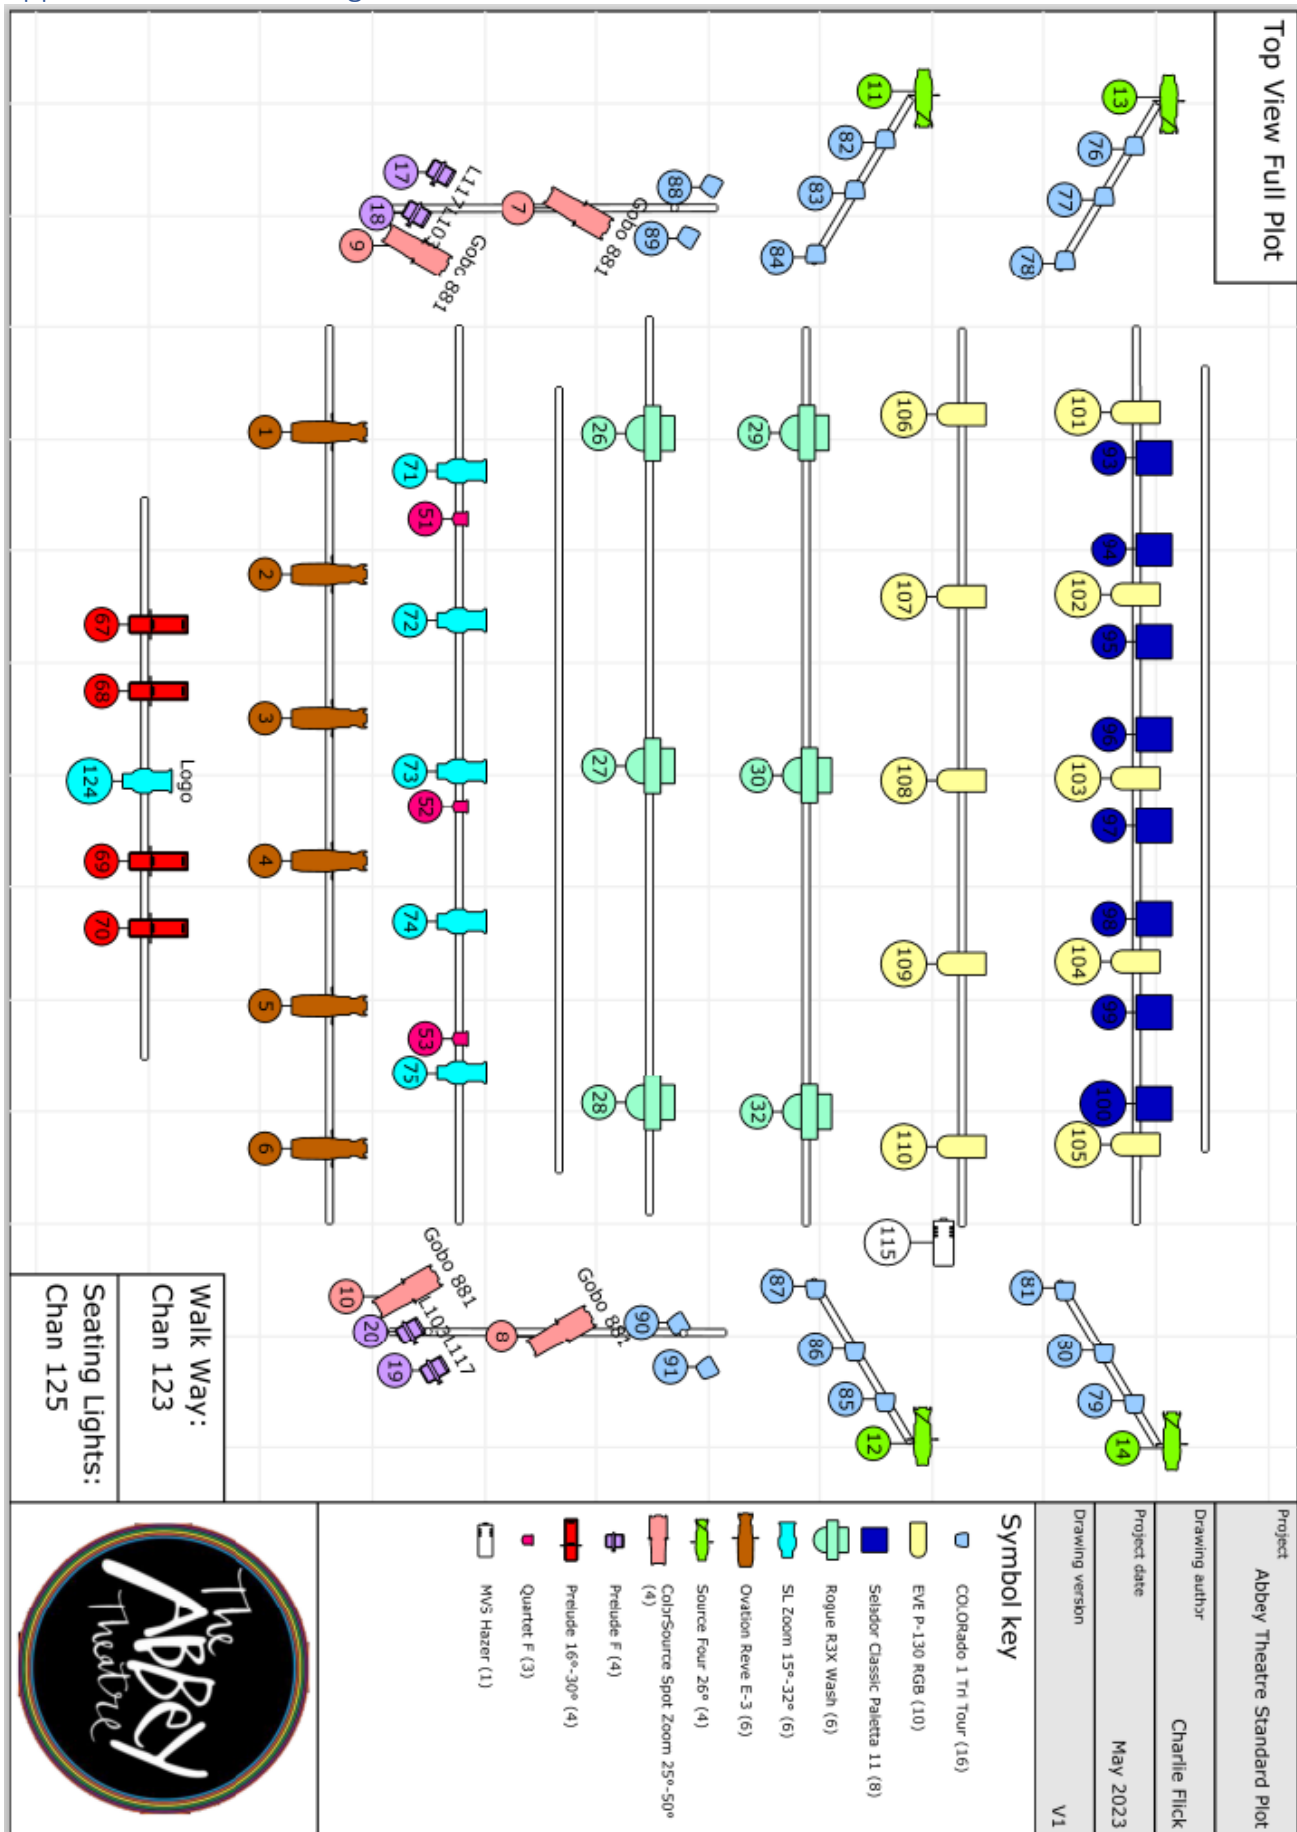 Top View Full Plot
13
76
77
78
11
82
83
84
88
89
7
Gobo 881
17
L117
18
L103
9
Gobo 881
101
93
94
102
95
96
103
97
98
104
99
100
105
106
107
108
109
110
115
29
30
32
26
27
28
71
51
72
73
52
74
53
75
1
2
3
4
5
6
67
68
124
Logo
69
70
81
80
79
14
87
86
85
12
90
91
8
Gobo 881
10
Gobo 881
20
L103
19
L117
Walk Way:
Chan 123
Seating Lights:
Chan 125
Project
Abbey Theatre Standard Plot
Drawing author
Charlie Flick
Project date
May 2023
Drawing version
V1
Symbol key
COLORado 1 Tri Tour (16)
EVE P-130 RGB (10)
Selador Classic Paletta 11 (8)
Rogue R3X Wash (6)
SL Zoom 15°-32° (6)
Ovation Reve E-3 (6)
Source Four 26° (4)
ColorSource Spot Zoom 25°-50°
(4)
Prelude F (4)
Prelude 16°-30° (4)
Quartet F (3)
MVS Hazer (1)
The
ABBey
Theatre